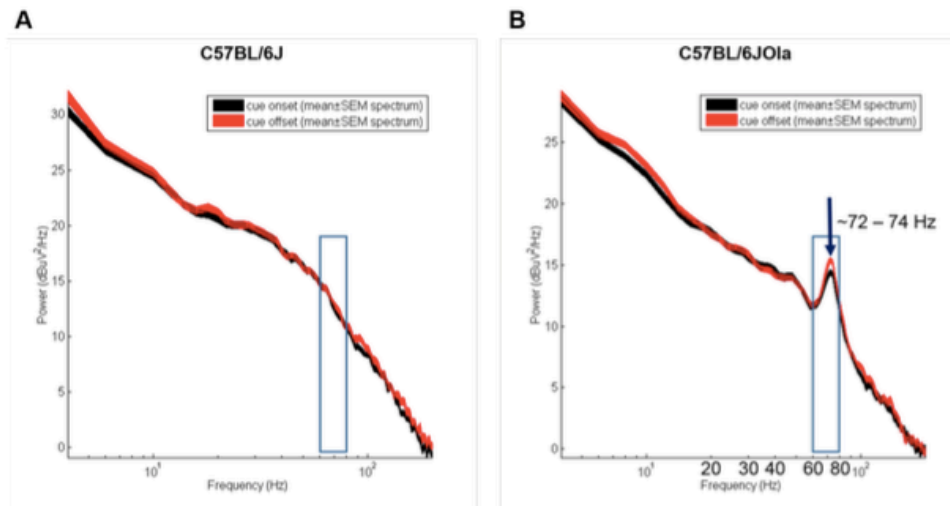 A
C57BL/6J
cue onset (mean±SEM spectrum)
cue offset (mean±SEM spectrum)
30
25
20
15
10
5
0
Power (dBuV²/Hz)
10¹
10²
Frequency (Hz)
B
C57BL/6JOla
cue onset (mean±SEM spectrum)
cue offset (mean±SEM spectrum)
~72 – 74 Hz
25
20
15
10
5
0
Power (dBuV²/Hz)
10¹ 20 30 40 60 80 10²
Frequency (Hz)